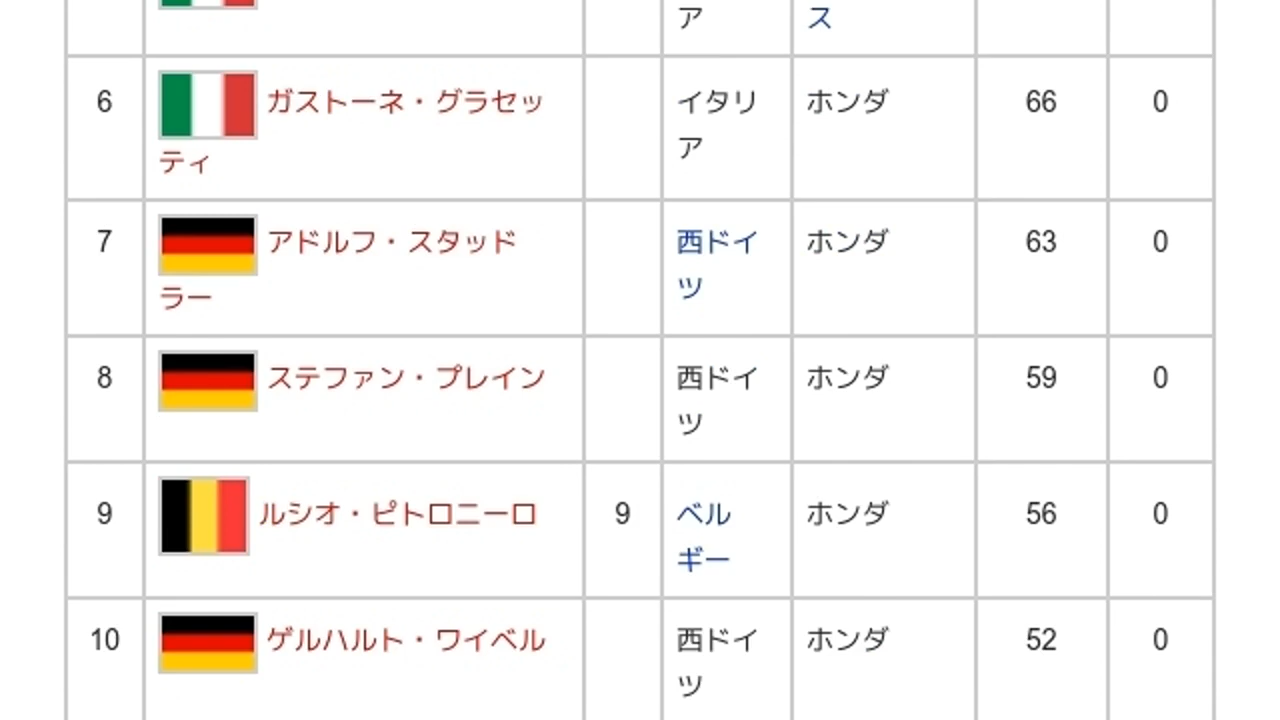 ア ス
6 ガストーネ・グラセッ イタリ ホンダ 66 0
ティ ア
7 アドルフ・スタッド 西ドイ ホンダ 63 0
ラー ツ
8 ステファン・プレイン 西ドイ ホンダ 59 0
ツ
9 ルシオ・ピトロニーロ 9 ベル ホンダ 56 0
ギー
10 ゲルハルト・ワイベル 西ドイ ホンダ 52 0
ツ